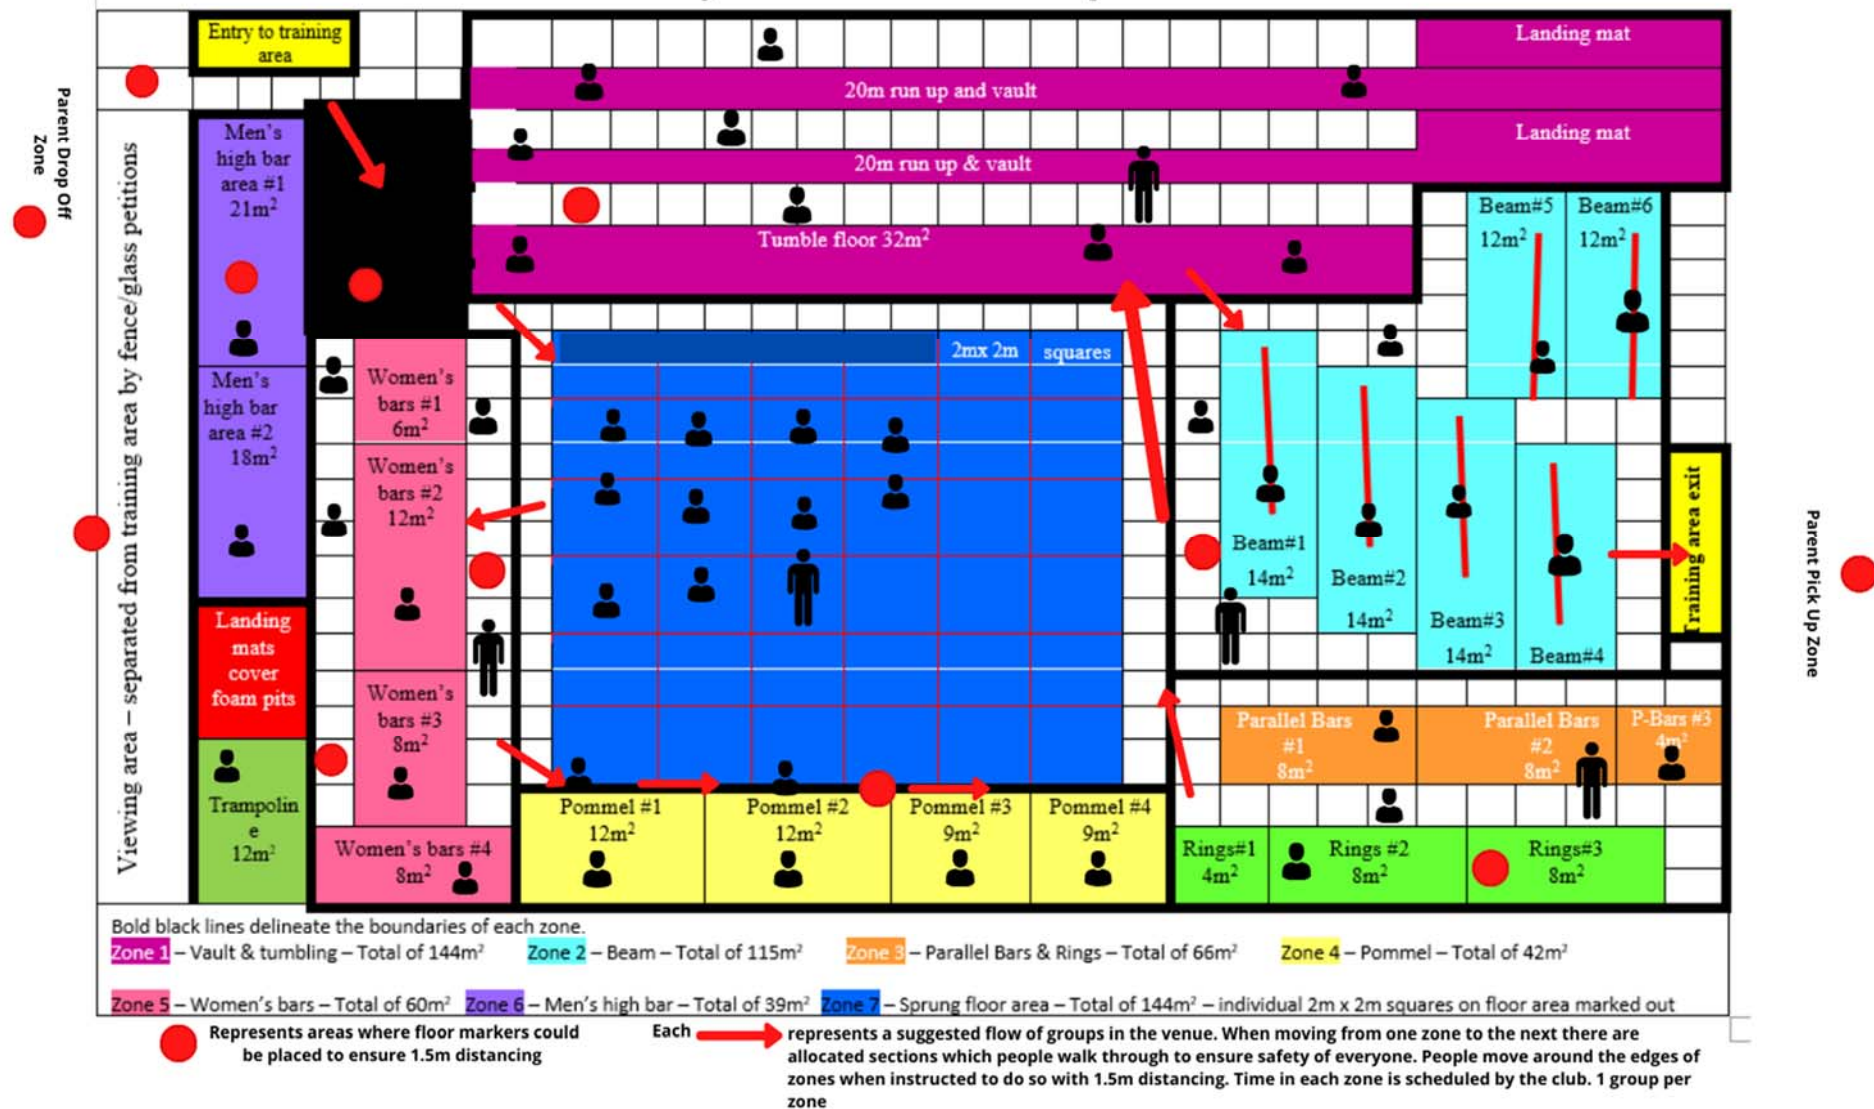 Entry to training
area
Landing mat
20m run up and vault
Landing mat
20m run up & vault
Tumble floor 32m²
Parent Drop Off
Zone
Viewing area – separated from training area by fence/glass petitions
Men's
high bar
area #1
21m²
Men's
high bar
area #2
18m²
Landing
mats
cover
foam pits
Trampolin
e
12m²
Women's
bars #1
6m²
Women's
bars #2
12m²
Women's
bars #3
8m²
Women's bars #4
8m²
2mx 2m
squares
Pommel #1
12m²
Pommel #2
12m²
Pommel #3
9m²
Pommel #4
9m²
Beam#5
12m²
Beam#6
12m²
Beam#1
14m²
Beam#2
14m²
Beam#3
14m²
Beam#4
Training area exit
Parent Pick Up Zone
Parallel Bars
#1
8m²
Parallel Bars
#2
8m²
P-Bars #3
4m²
Rings#1
4m²
Rings #2
8m²
Rings#3
8m²
Bold black lines delineate the boundaries of each zone.
Zone 1 – Vault & tumbling – Total of 144m² Zone 2 – Beam – Total of 115m² Zone 3 – Parallel Bars & Rings – Total of 66m² Zone 4 – Pommel – Total of 42m²
Zone 5 – Women's bars – Total of 60m² Zone 6 – Men's high bar – Total of 39m² Zone 7 – Sprung floor area – Total of 144m² – individual 2m x 2m squares on floor area marked out
Represents areas where floor markers could
be placed to ensure 1.5m distancing
Each represents a suggested flow of groups in the venue. When moving from one zone to the next there are
allocated sections which people walk through to ensure safety of everyone. People move around the edges of
zones when instructed to do so with 1.5m distancing. Time in each zone is scheduled by the club. 1 group per
zone